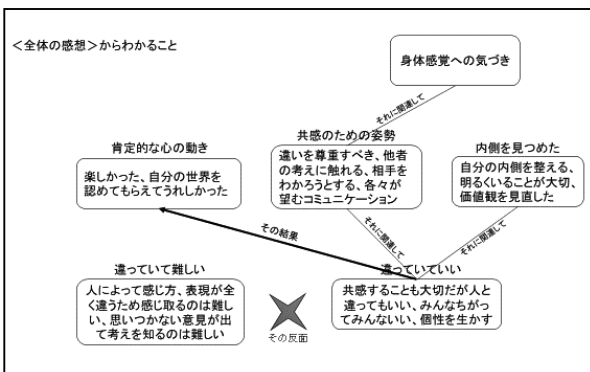 <全体の感想>からわかること
身体感覚への気づき
それに関連して
共感のための姿勢
違いを尊重すべき、他者
の考えに触れる、相手を
わかろうとする、各々が
望むコミュニケーション
内側を見つめた
自分の内側を整える、
明るくいることが大切、
価値観を見直した
肯定的な心の動き
楽しかった、自分の世界を
認めてもらえてうれしかった
その結果
それに関連して
それに関連して
違っていて難しい
人によって感じ方、表現が全
く違うため感じ取るのは難し
い、思いつかない意見が出
て考えを知るのは難しい
その反面
違っていていい
共感することも大切だが人と
違ってもいい、みんなちがっ
てみんないい、個性を生かす